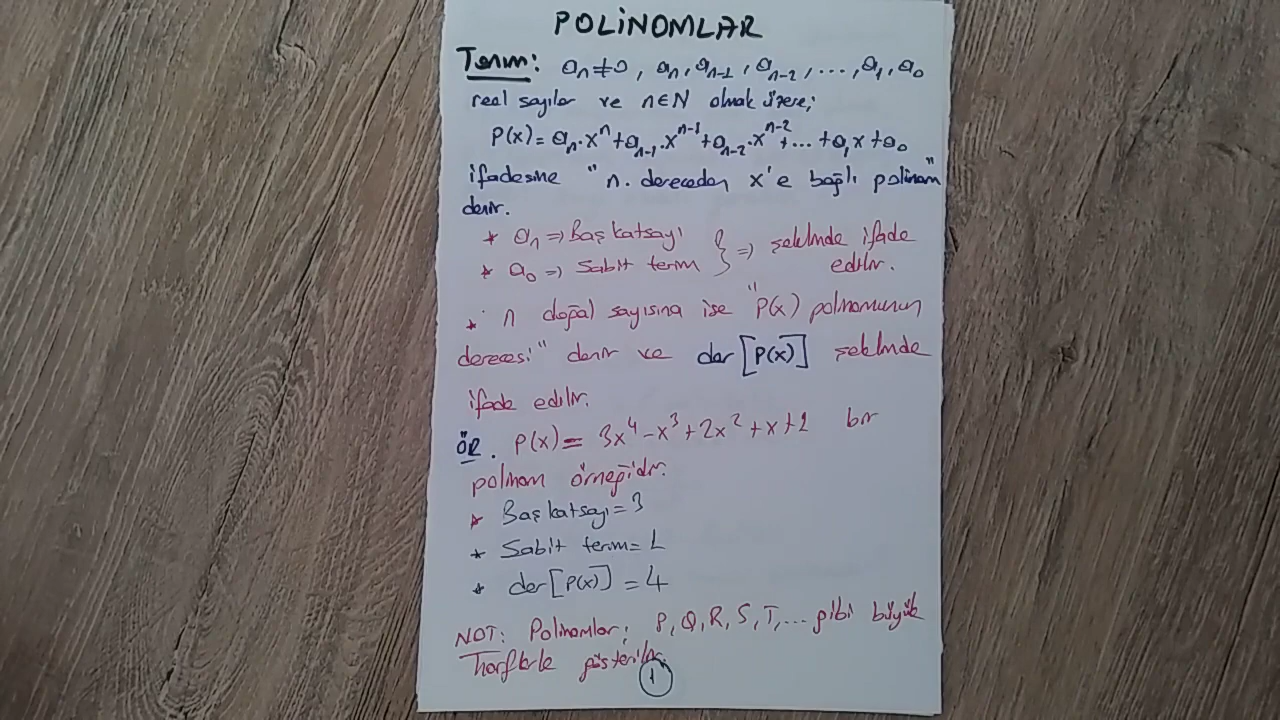 POLİNOMLAR
Tanım: aₙ≠0, aₙ, aₙ₋₁, aₙ₋₂, ..., a₁, a₀
real sayılar ve n∈N olmak üzere;
P(x)= aₙ.xⁿ+aₙ₋₁.xⁿ⁻¹+aₙ₋₂.xⁿ⁻²+...+a₁x+a₀
ifadesine "n. dereceden x'e bağlı polinom"
denir.
* aₙ ⇒ Baş katsayı
* a₀ ⇒ Sabit terim } ⇒ şeklinde ifade
edilir.
* n doğal sayısına ise "P(x) polinomunun
derecesi" denir ve der[P(x)] şeklinde
ifade edilir.
ÖR. P(x)= 3x⁴-x³+2x²+x+1 bir
polinom örneğidir.
* Baş katsayı=3
* Sabit terim=1
* der[P(x)]=4
NOT: Polinomlar; P, Q, R, S, T,... gibi büyük
harflerle gösterilir.
1